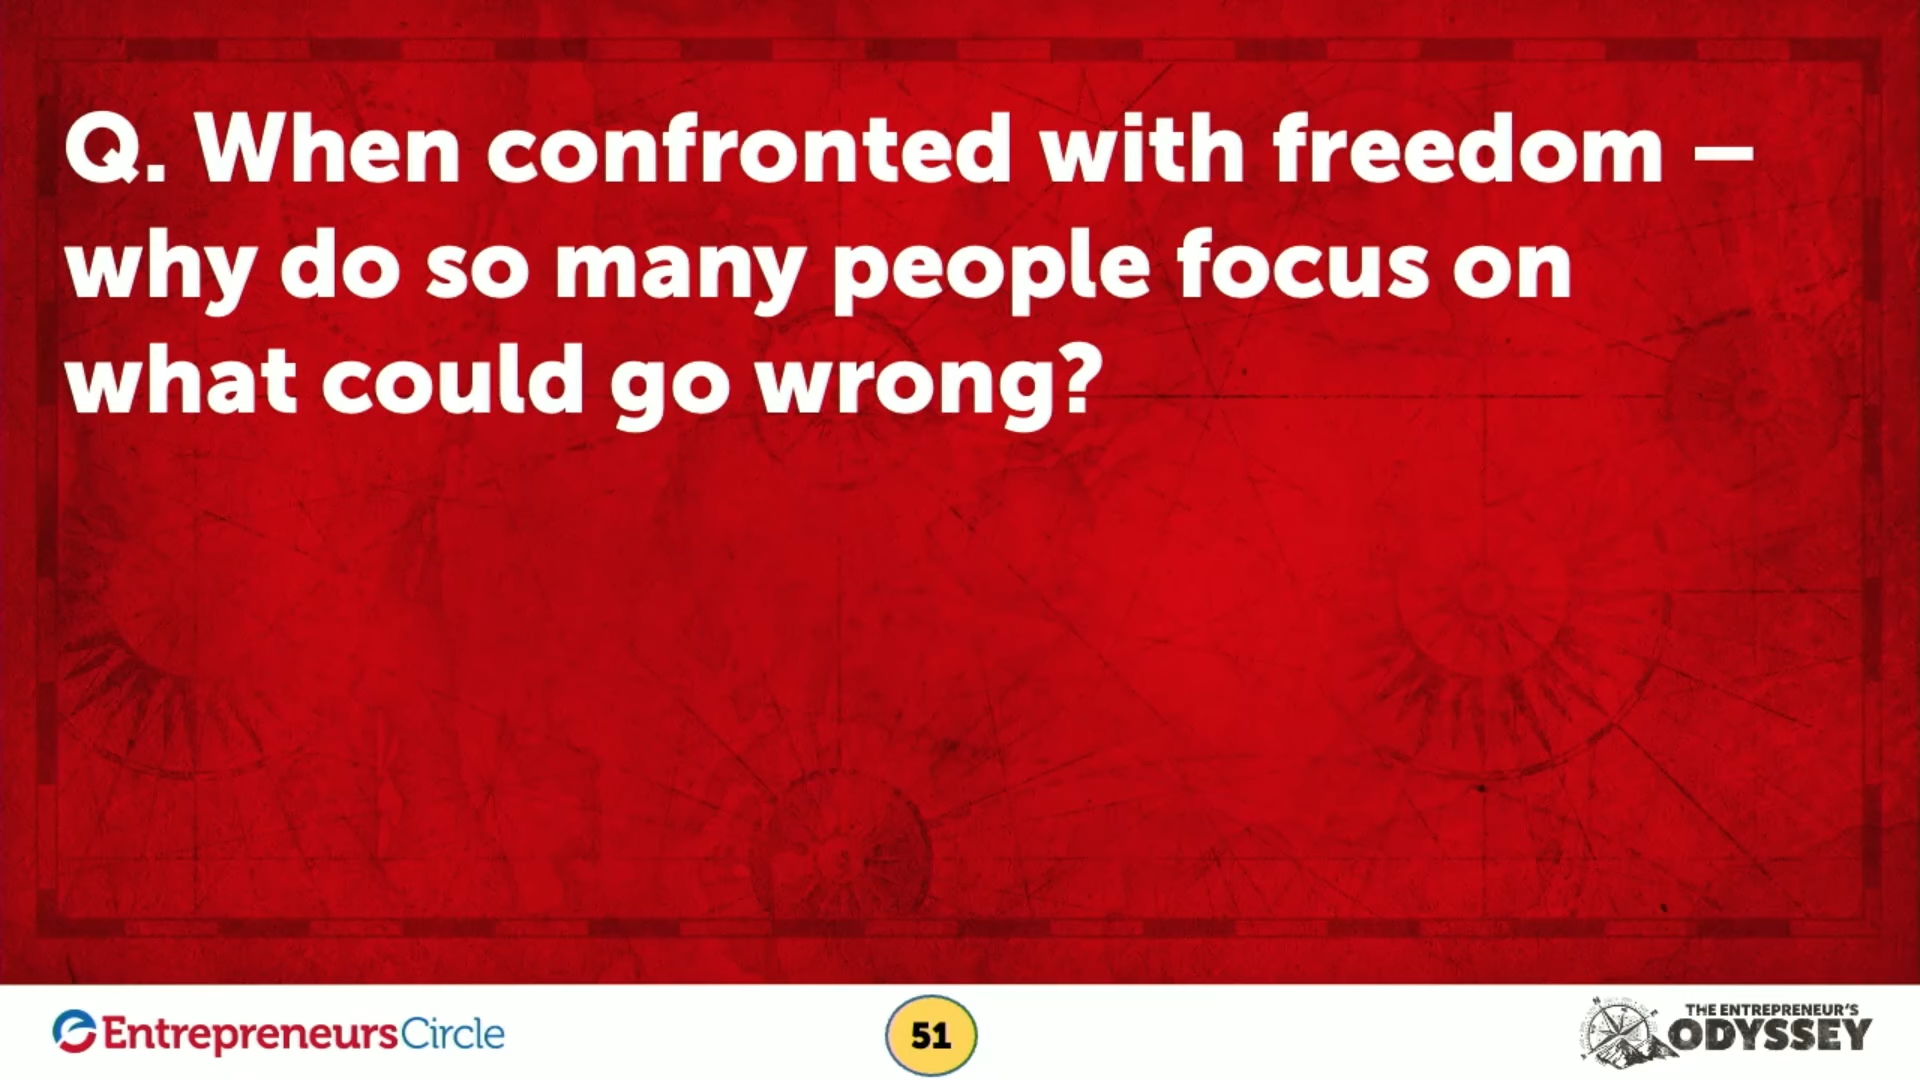 Q. When confronted with freedom –
why do so many people focus on
what could go wrong?
EntrepreneursCircle
51
THE ENTREPRENEUR'S
ODYSSEY